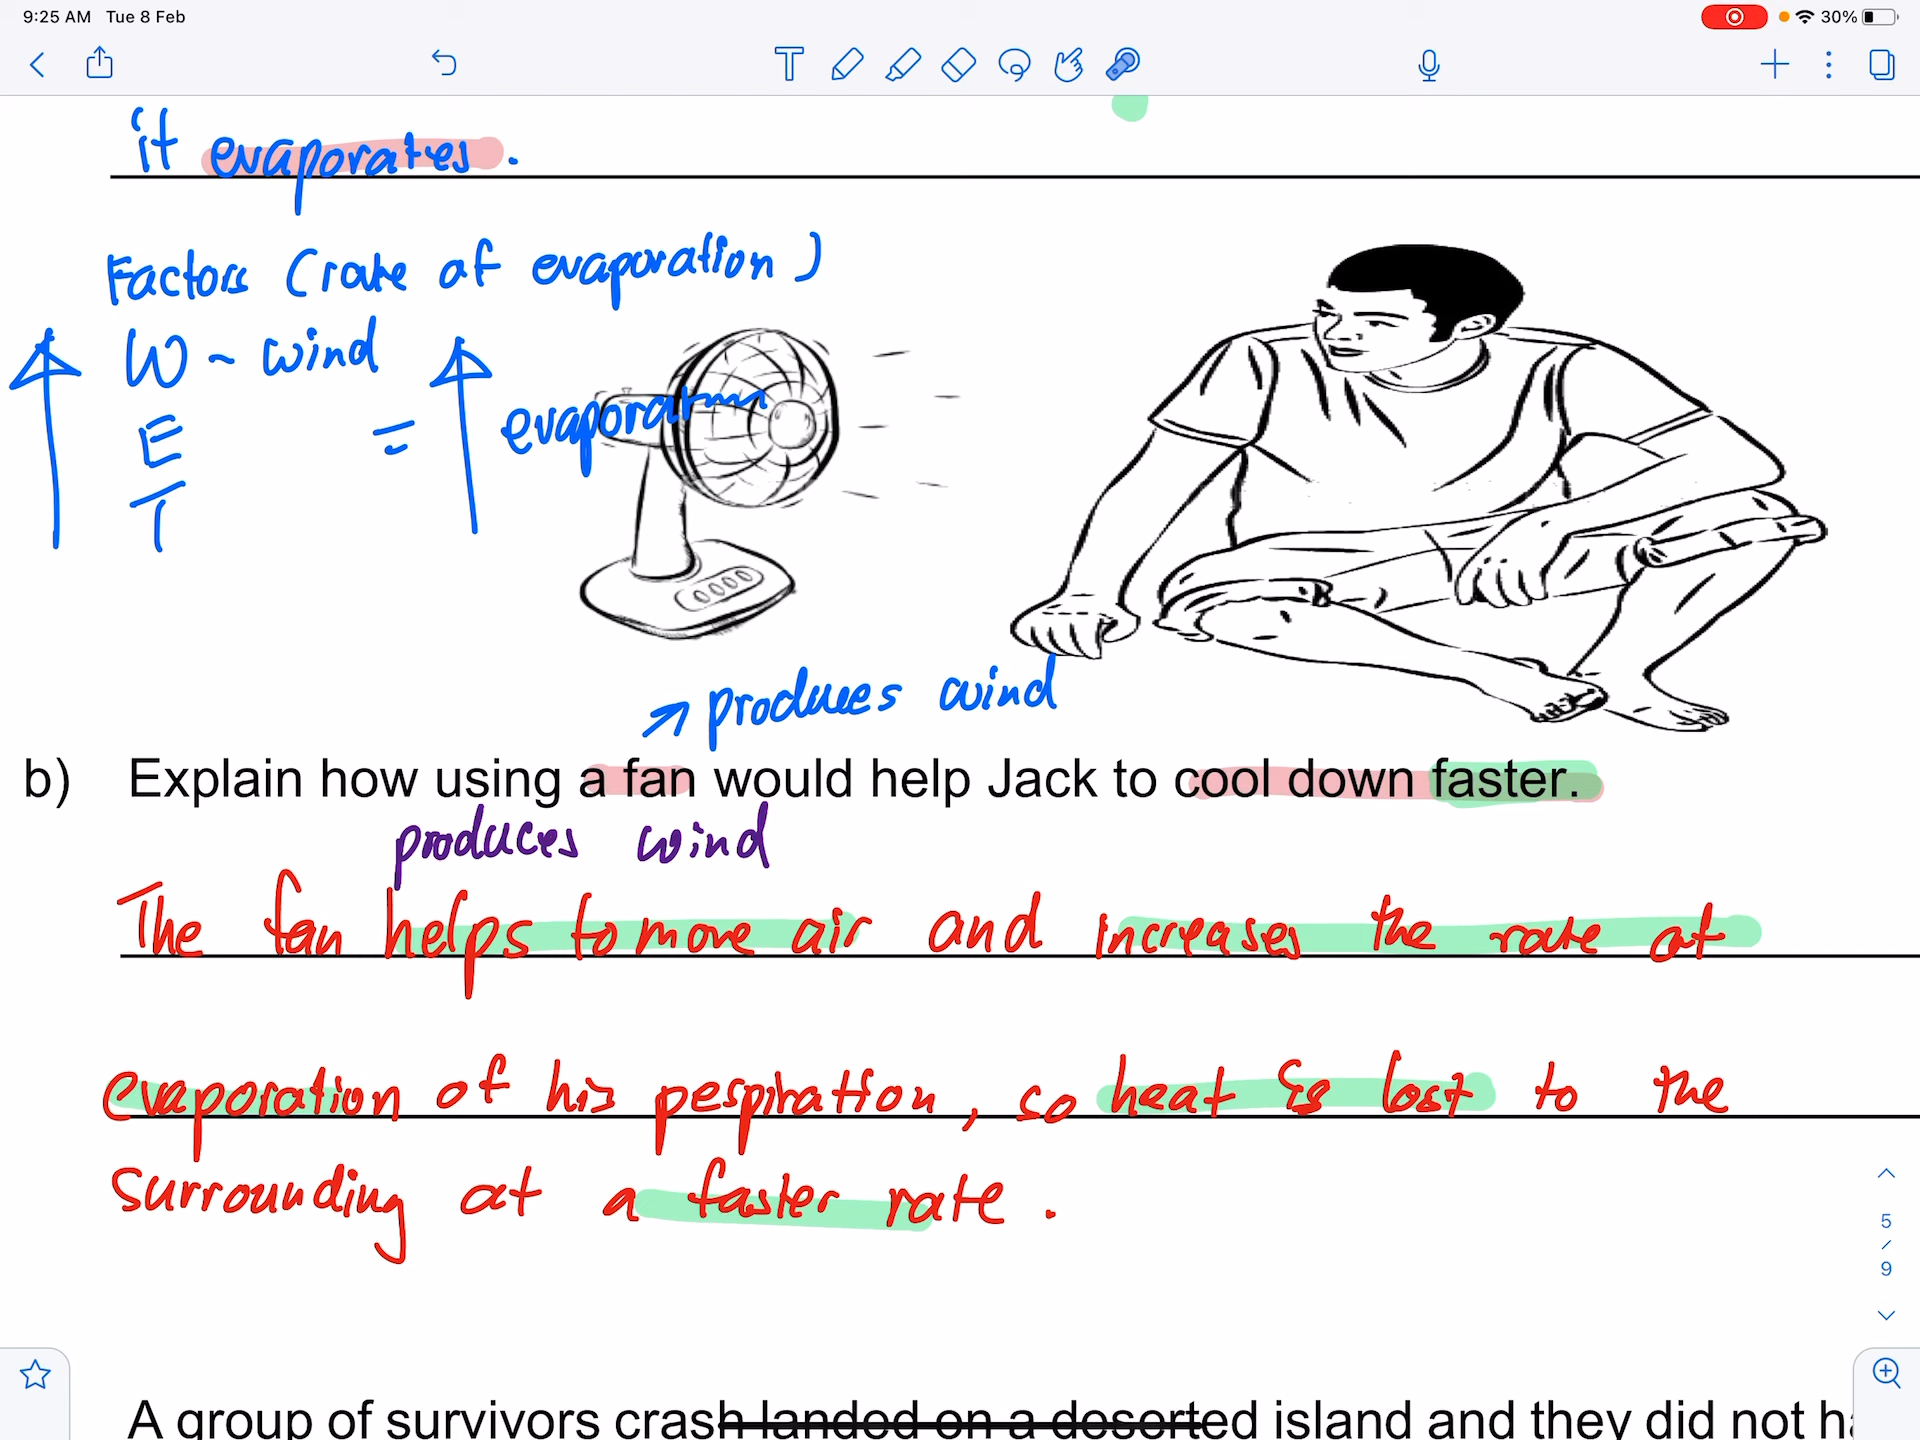 9:25 AM Tue 8 Feb
30%
it evaporates.
Factors (rate of evaporation)
W ~ wind
E = evaporation
T
produces wind
b) Explain how using a fan would help Jack to cool down faster.
produces wind
The fan helps to move air and increases the rate at
evaporation of his pespiration, so heat is lost to the
surrounding at a faster rate.
5
/
9
A group of survivors crash landed on a deserted island and they did not ha